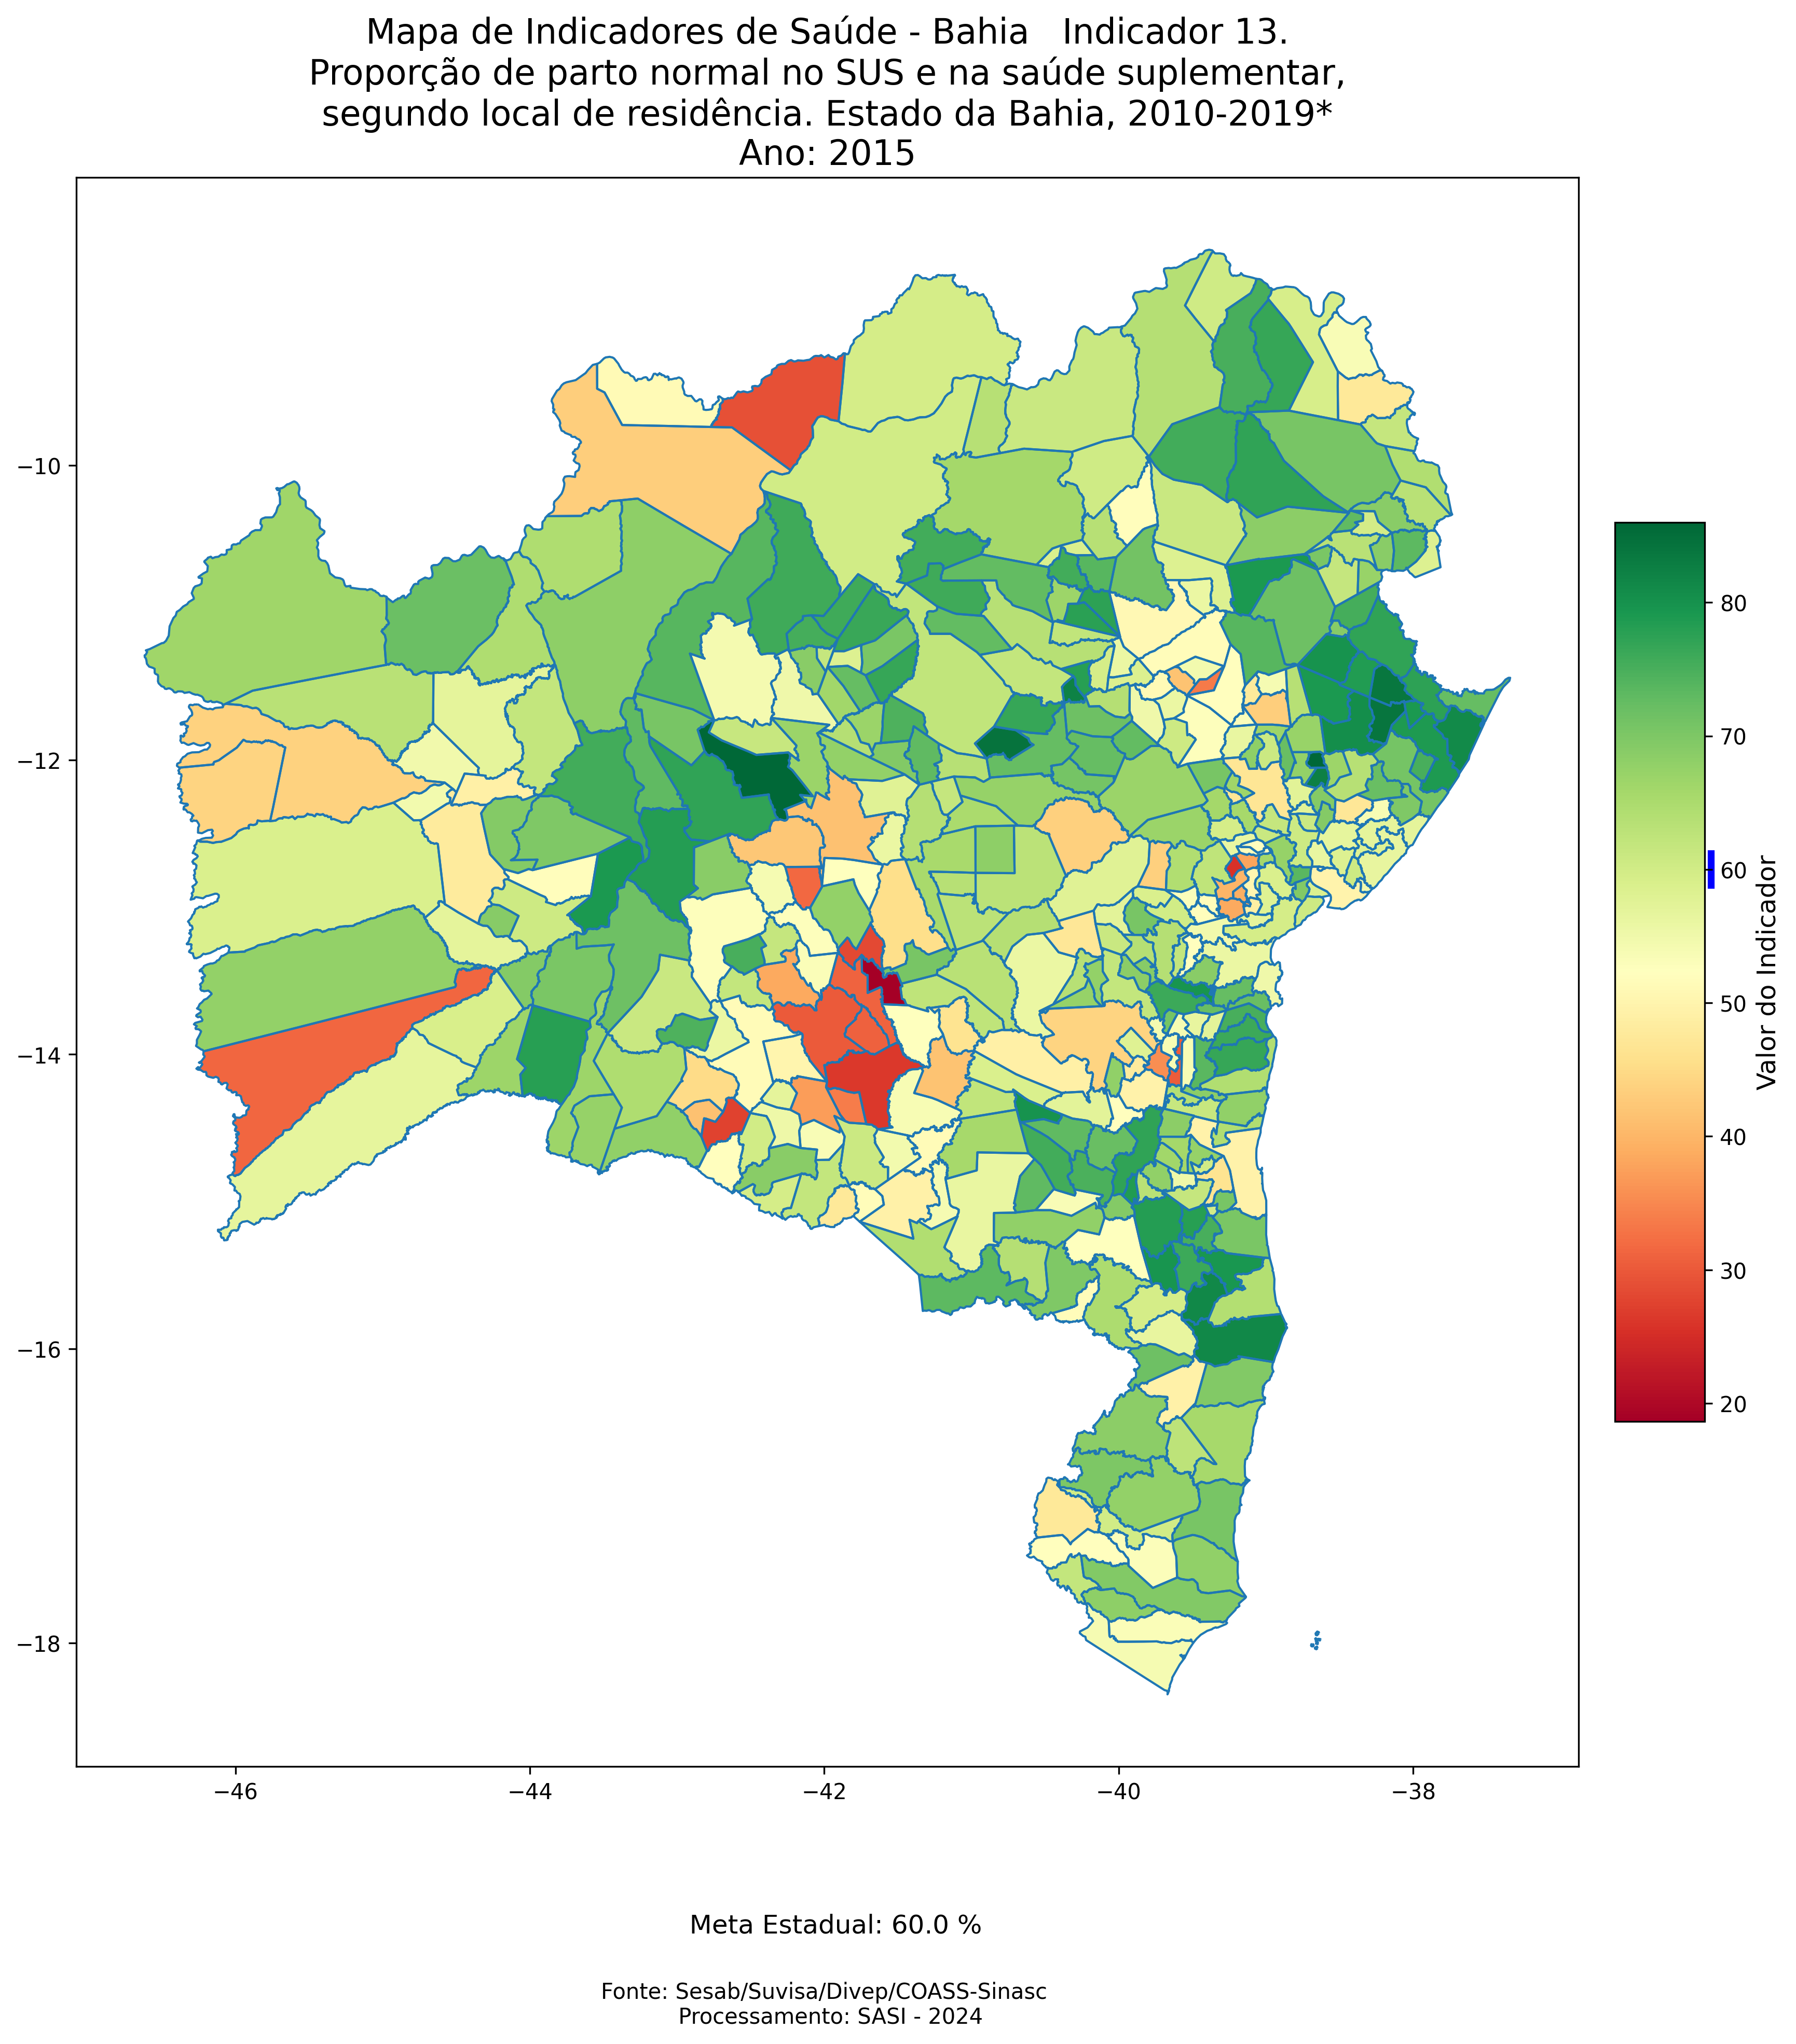 Mapa de Indicadores de Saúde - Bahia   Indicador 13.
Proporção de parto normal no SUS e na saúde suplementar,
segundo local de residência. Estado da Bahia, 2010-2019*
Ano: 2015
−10
−12
−14
−16
−18
−46
−44
−42
−40
−38
80
70
60
50
40
30
20
Valor do Indicador
Meta Estadual: 60.0 %
Fonte: Sesab/Suvisa/Divep/COASS-Sinasc
Processamento: SASI - 2024